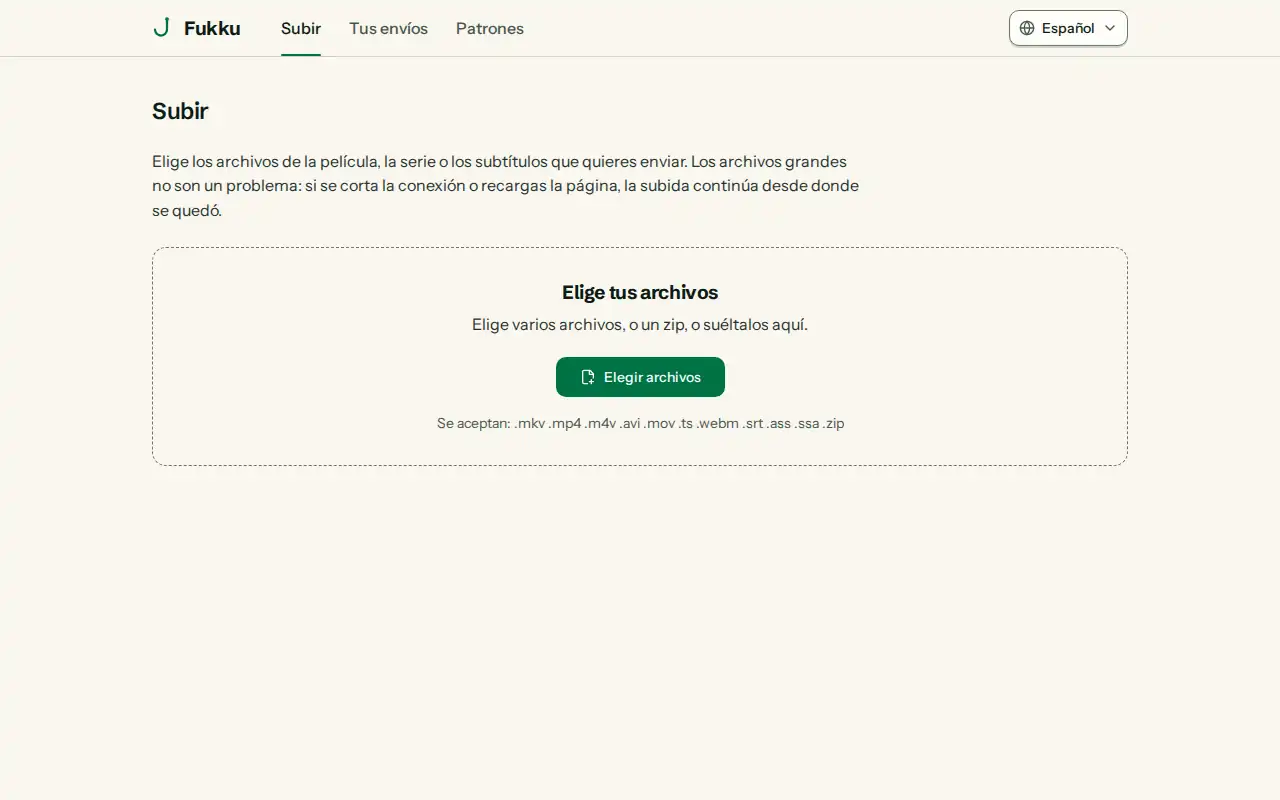 Fukku
Subir
Tus envíos
Patrones
Español
Subir
Elige los archivos de la película, la serie o los subtítulos que quieres enviar. Los archivos grandes
no son un problema: si se corta la conexión o recargas la página, la subida continúa desde donde
se quedó.
Elige tus archivos
Elige varios archivos, o un zip, o suéltalos aquí.
Elegir archivos
Se aceptan: .mkv .mp4 .m4v .avi .mov .ts .webm .srt .ass .ssa .zip